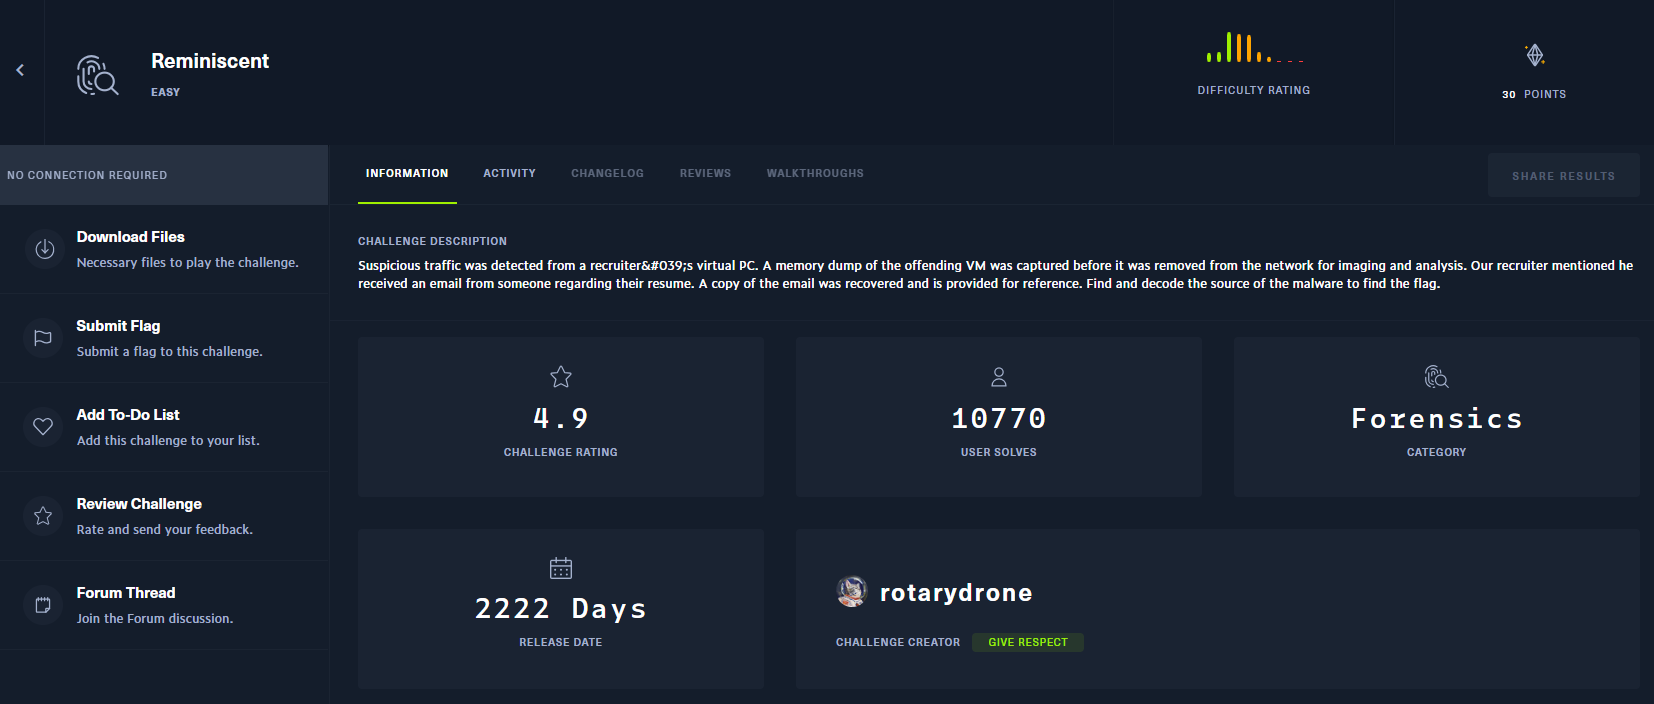 Reminiscent
EASY
DIFFICULTY RATING
30 POINTS
NO CONNECTION REQUIRED
INFORMATION
ACTIVITY
CHANGELOG
REVIEWS
WALKTHROUGHS
SHARE RESULTS
Download Files
Necessary files to play the challenge.
Submit Flag
Submit a flag to this challenge.
Add To-Do List
Add this challenge to your list.
Review Challenge
Rate and send your feedback.
Forum Thread
Join the Forum discussion.
CHALLENGE DESCRIPTION
Suspicious traffic was detected from a recruiter&#039;s virtual PC. A memory dump of the offending VM was captured before it was removed from the network for imaging and analysis. Our recruiter mentioned he
received an email from someone regarding their resume. A copy of the email was recovered and is provided for reference. Find and decode the source of the malware to find the flag.
4.9
CHALLENGE RATING
10770
USER SOLVES
Forensics
CATEGORY
2222 Days
RELEASE DATE
rotarydrone
CHALLENGE CREATOR
GIVE RESPECT